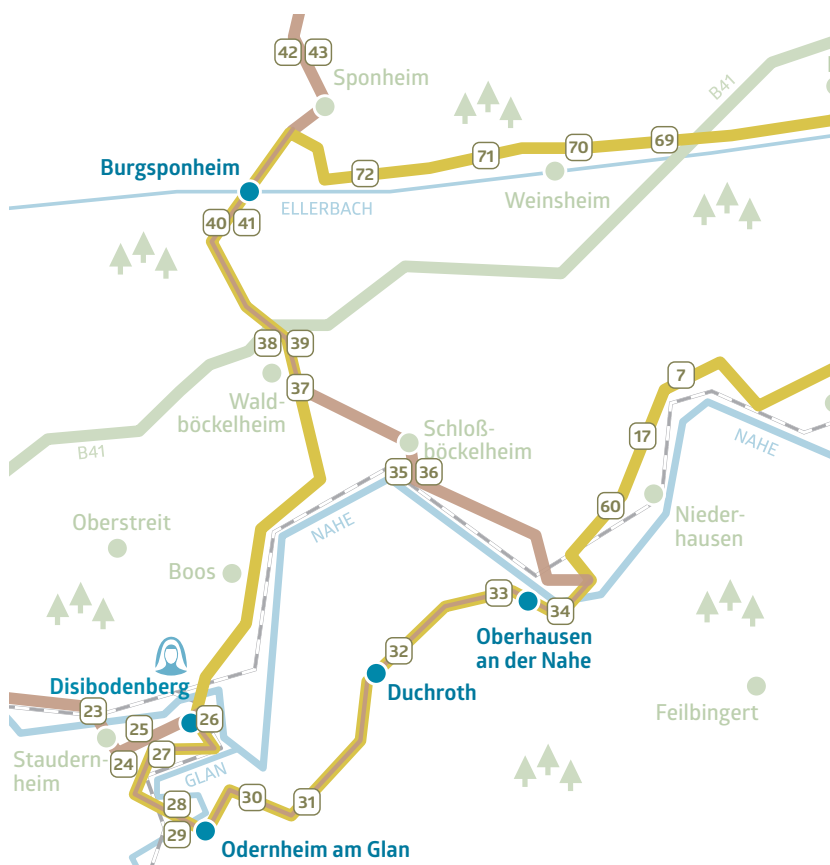 42 43
Sponheim
B41
Burgsponheim
72
71
70
69
Weinsheim
ELLERBACH
40 41
38 39
37
Wald-
böckelheim
B41
7
Schloß-
böckelheim
17
NAHE
35 36
60
Nieder-
hausen
Oberstreit
NAHE
Boos
33
34
Oberhausen
an der Nahe
32
Duchroth
Disibodenberg
23
25
26
Feilbingert
Staudern-
heim
24
27
GLAN
28
29
30
31
Odernheim am Glan